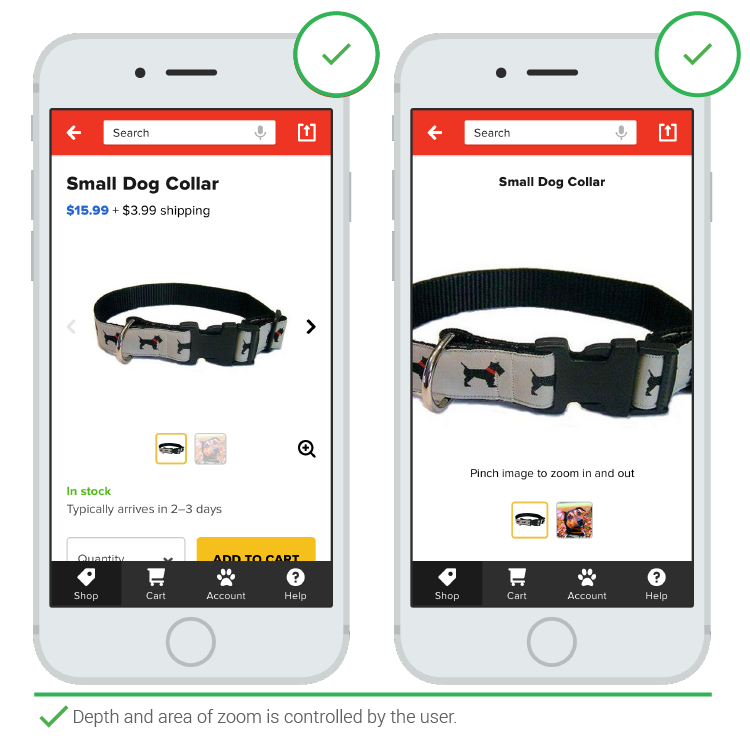 Search
Small Dog Collar
$15.99 + $3.99 shipping
In stock
Typically arrives in 2–3 days
Quantity
ADD TO CART
Shop
Cart
Account
Help
Search
Small Dog Collar
Pinch image to zoom in and out
Shop
Cart
Account
Help
Depth and area of zoom is controlled by the user.